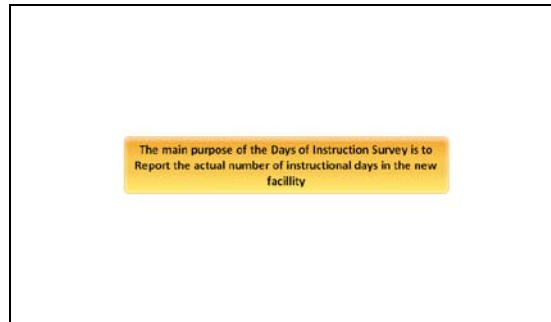 The main purpose of the Days of Instruction Survey is to
Report the actual number of instructional days in the new
facillity